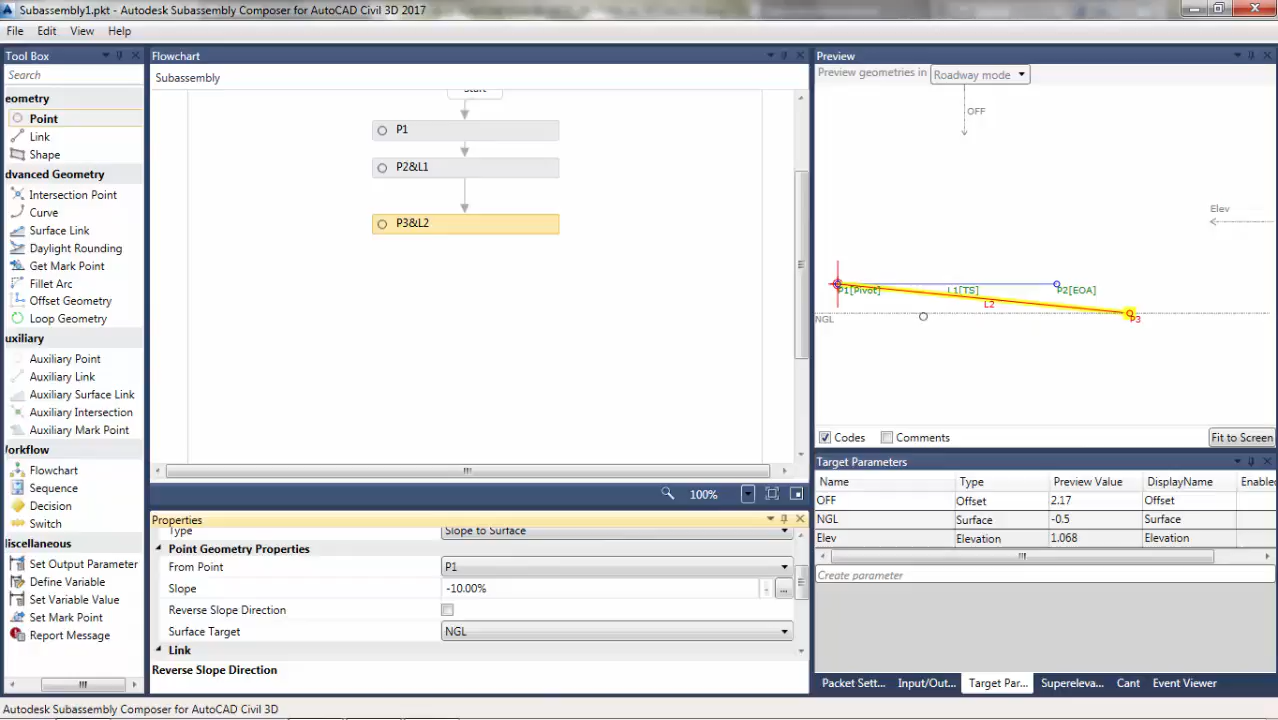 Subassembly1.pkt - Autodesk Subassembly Composer for AutoCAD Civil 3D 2017
File Edit View Help
Tool Box
Search
eometry
Point
Link
Shape
dvanced Geometry
Intersection Point
Curve
Surface Link
Daylight Rounding
Get Mark Point
Fillet Arc
Offset Geometry
Loop Geometry
uxiliary
Auxiliary Point
Auxiliary Link
Auxiliary Surface Link
Auxiliary Intersection
Auxiliary Mark Point
Workflow
Flowchart
Sequence
Decision
Switch
iscellaneous
Set Output Parameter
Define Variable
Set Variable Value
Set Mark Point
Report Message
Flowchart
Subassembly
Start
P1
P2&L1
P3&L2
100%
Properties
Type Slope to Surface
Point Geometry Properties
From Point P1
Slope -10.00% ...
Reverse Slope Direction
Surface Target NGL
Link
Reverse Slope Direction
Preview
Preview geometries in Roadway mode
OFF
Elev
P1[Pivot] L1[TS] P2[EOA]
L2
NGL P3
Codes Comments Fit to Screen
Target Parameters
Name Type Preview Value DisplayName Enabled
OFF Offset 2.17 Offset
NGL Surface -0.5 Surface
Elev Elevation 1.068 Elevation
Create parameter
Packet Sett... Input/Out... Target Par... Supereleva... Cant Event Viewer
Autodesk Subassembly Composer for AutoCAD Civil 3D